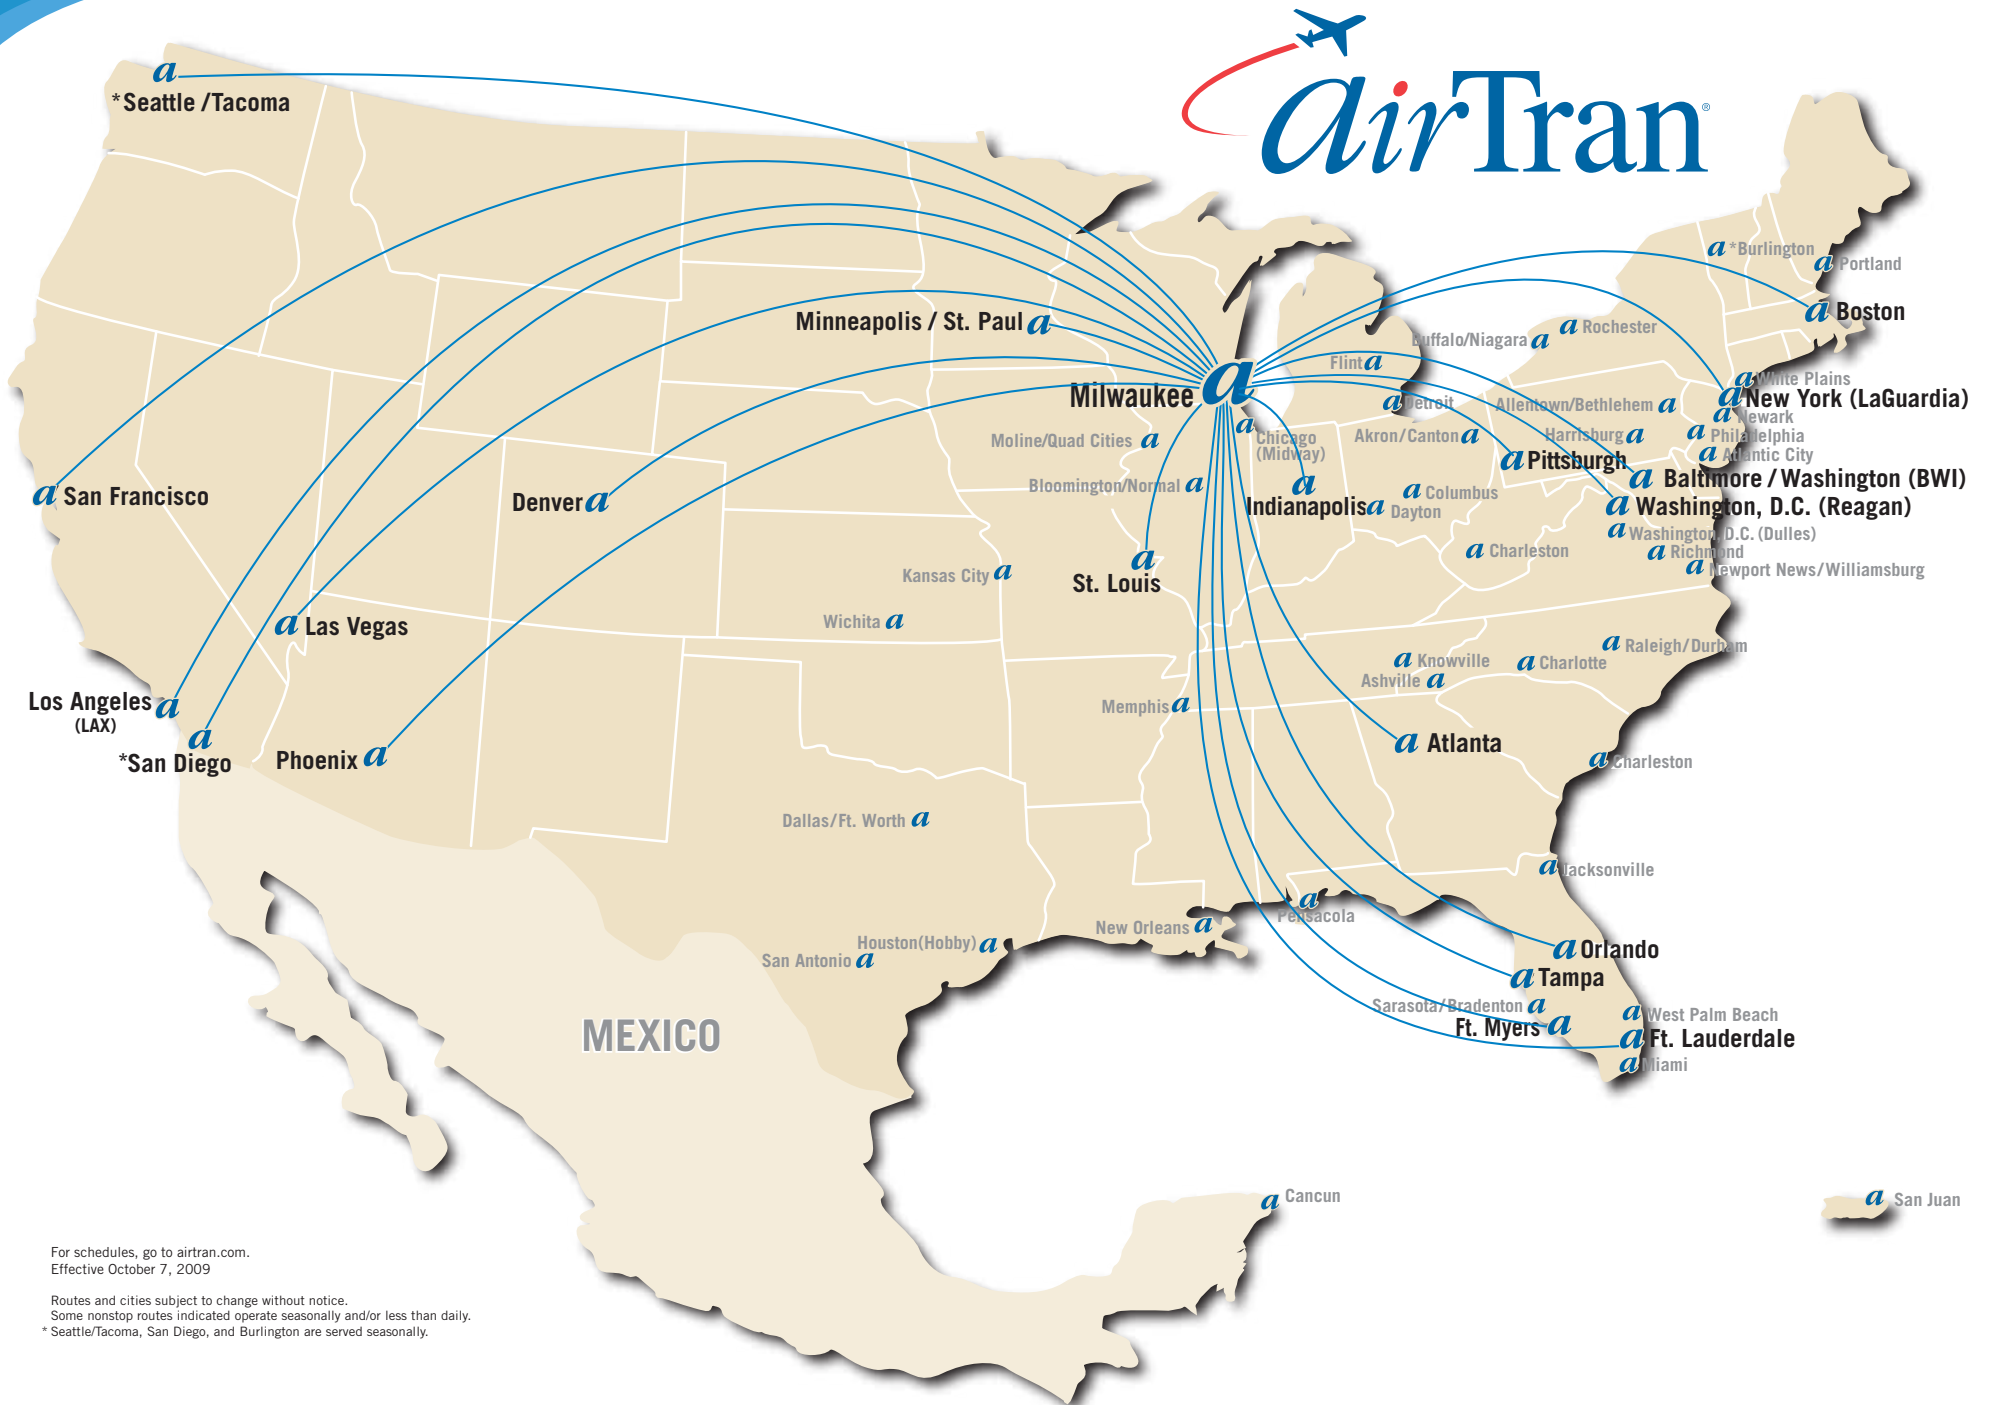 airTran®
*Seattle /Tacoma
*Burlington
Portland
Boston
Minneapolis / St. Paul
Rochester
Buffalo/Niagara
Flint
White Plains
Milwaukee
New York (LaGuardia)
Detroit
Allentown/Bethlehem
Newark
Moline/Quad Cities
Chicago
(Midway)
Akron/Canton
Harrisburg
Philadelphia
Atlantic City
Pittsburgh
Bloomington/Normal
Baltimore / Washington (BWI)
San Francisco
Denver
Indianapolis
Columbus
Dayton
Washington, D.C. (Reagan)
Washington, D.C. (Dulles)
Charleston
Richmond
Newport News/Williamsburg
Kansas City
St. Louis
Wichita
Las Vegas
Raleigh/Durham
Knowville
Charlotte
Ashville
Los Angeles
(LAX)
Memphis
*San Diego
Phoenix
Atlanta
Charleston
Dallas/Ft. Worth
Jacksonville
Pensacola
New Orleans
Houston(Hobby)
San Antonio
Orlando
Tampa
Sarasota/Bradenton
West Palm Beach
Ft. Myers
Ft. Lauderdale
MEXICO
Miami
Cancun
San Juan
For schedules, go to airtran.com.
Effective October 7, 2009
Routes and cities subject to change without notice.
Some nonstop routes indicated operate seasonally and/or less than daily.
* Seattle/Tacoma, San Diego, and Burlington are served seasonally.